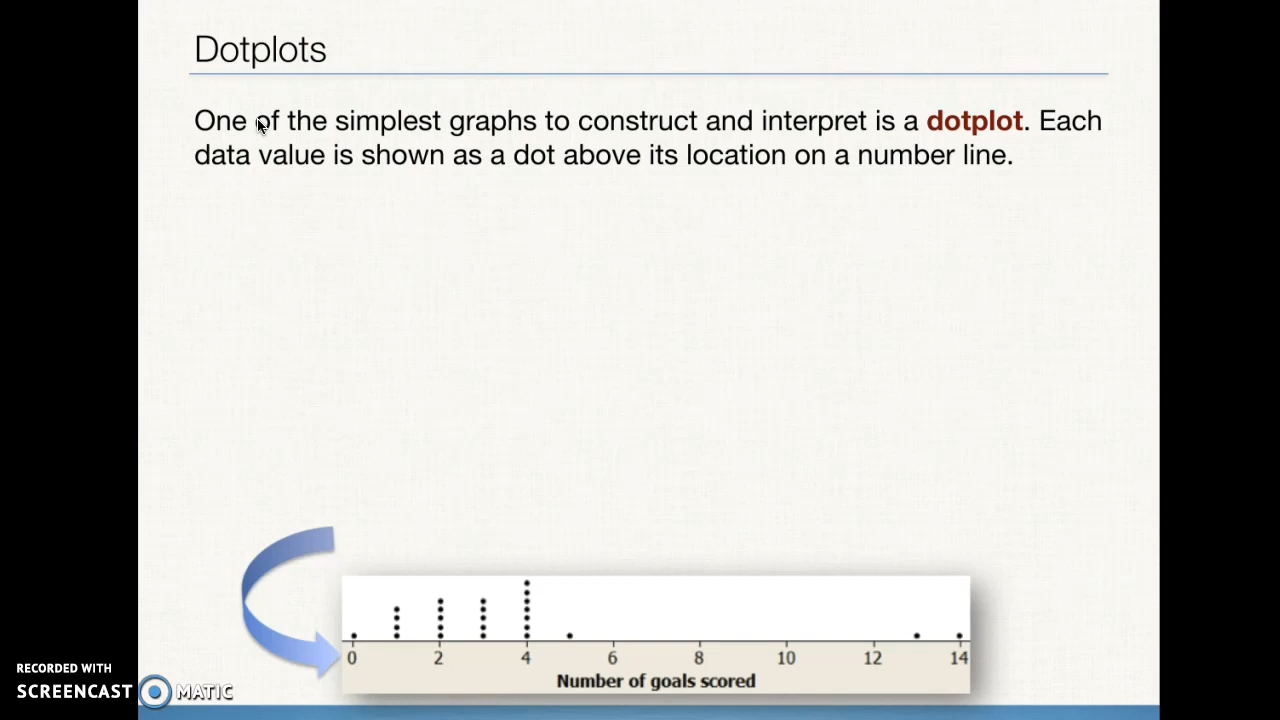 Dotplots
One of the simplest graphs to construct and interpret is a dotplot. Each
data value is shown as a dot above its location on a number line.
0 2 4 6 8 10 12 14
Number of goals scored
RECORDED WITH
SCREENCAST MATIC